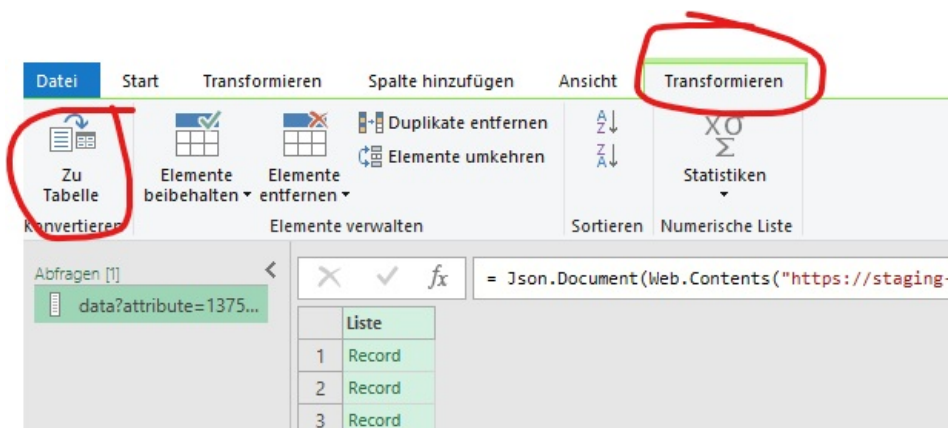 Datei Start Transformieren Spalte hinzufügen Ansicht Transformieren
Zu
Tabelle
Konvertieren
Elemente
beibehalten
Elemente
entfernen
Duplikate entfernen
Elemente umkehren
Elemente verwalten
A
Z
Z
A
Sortieren
XO
Σ
Statistiken
Numerische Liste
Abfragen [1]
data?attribute=1375...
fx = Json.Document(Web.Contents("https://staging-
Liste
1 Record
2 Record
3 Record